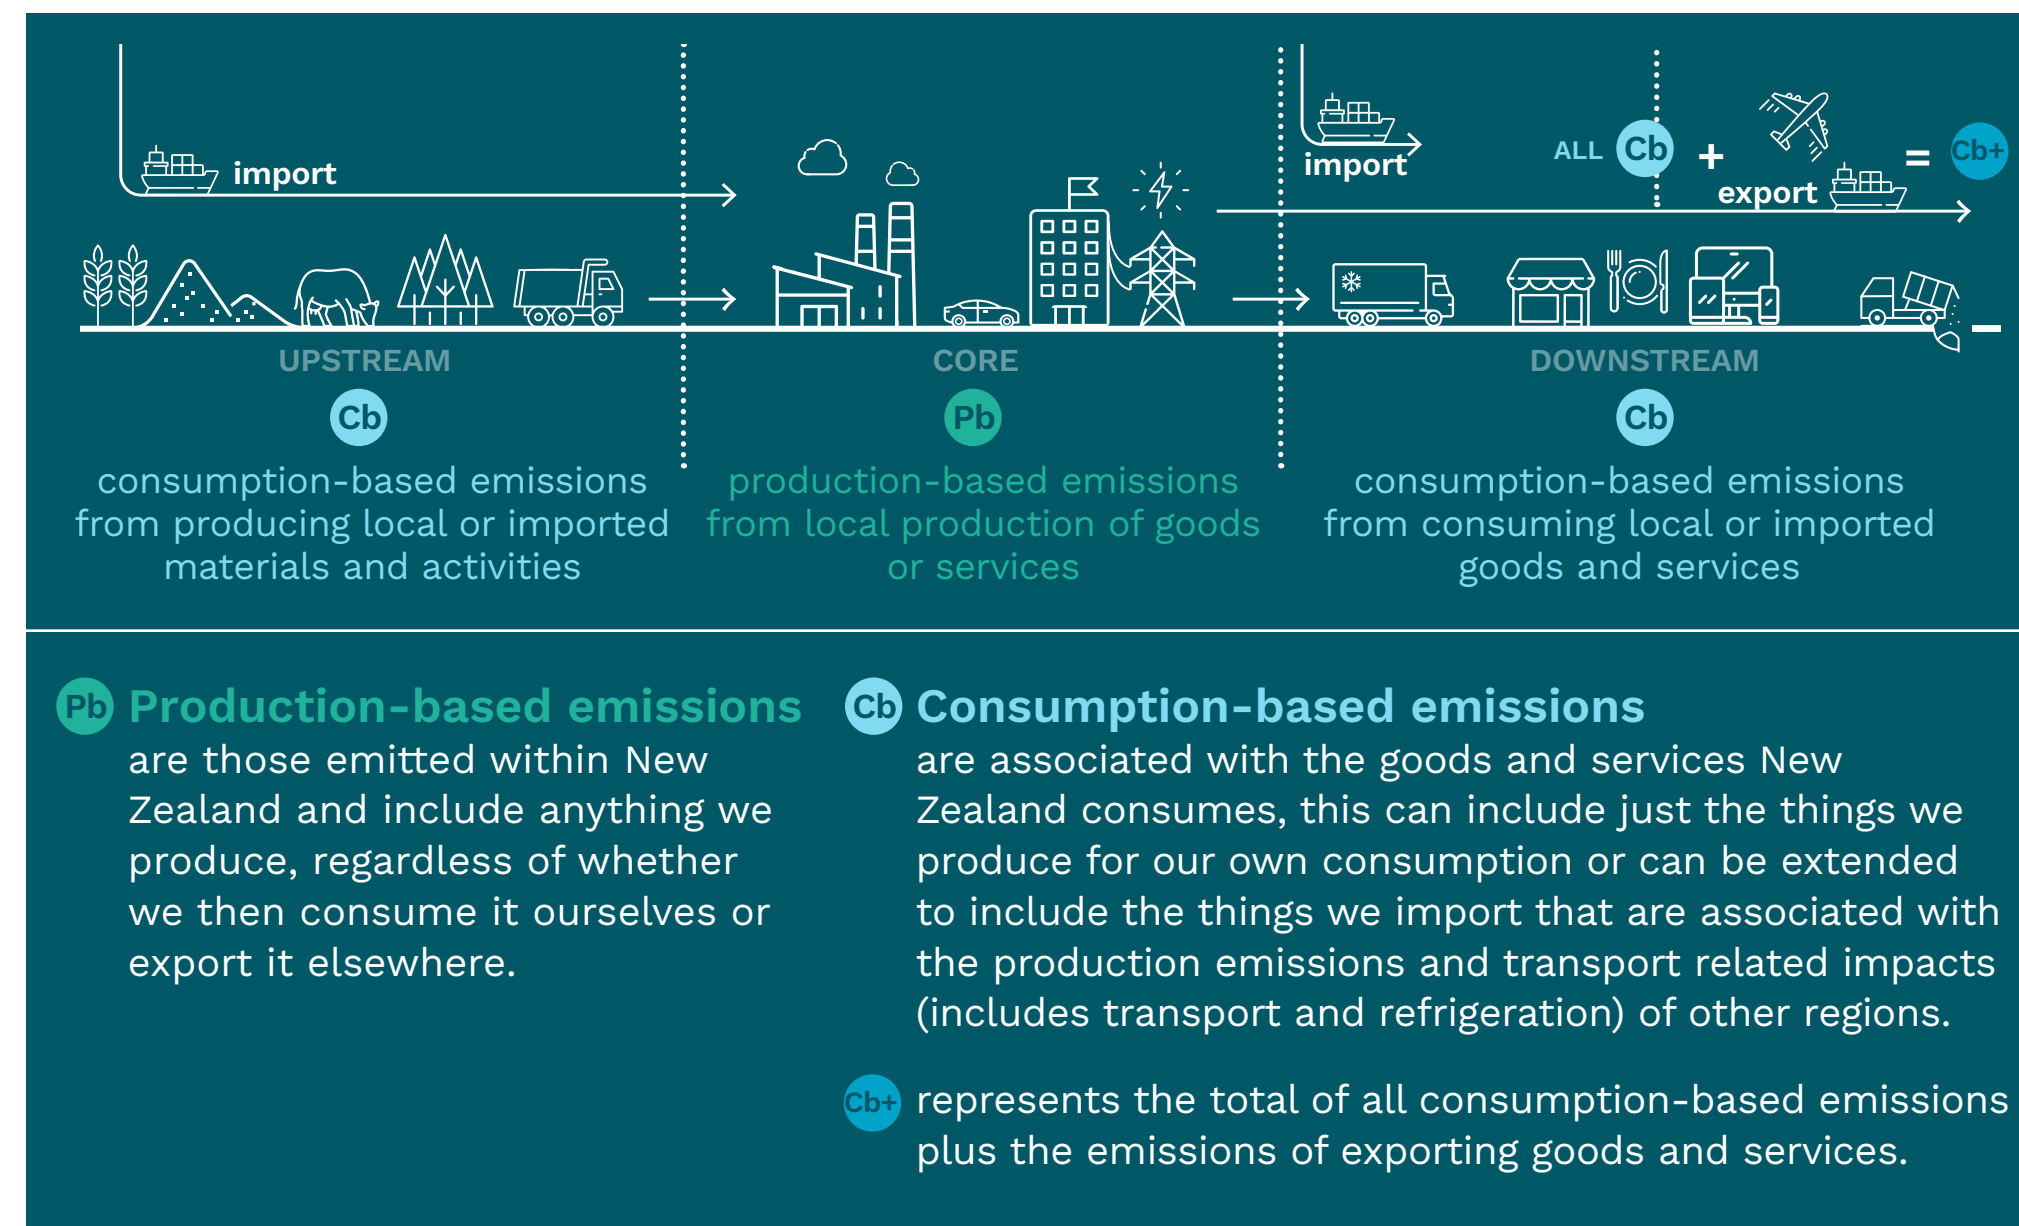 import
import
ALL Cb + export = Cb+
UPSTREAM
Cb
consumption-based emissions
from producing local or imported
materials and activities
CORE
Pb
production-based emissions
from local production of goods
or services
DOWNSTREAM
Cb
consumption-based emissions
from consuming local or imported
goods and services
Pb Production-based emissions
are those emitted within New
Zealand and include anything we
produce, regardless of whether
we then consume it ourselves or
export it elsewhere.
Cb Consumption-based emissions
are associated with the goods and services New
Zealand consumes, this can include just the things we
produce for our own consumption or can be extended
to include the things we import that are associated with
the production emissions and transport related impacts
(includes transport and refrigeration) of other regions.
Cb+ represents the total of all consumption-based emissions
plus the emissions of exporting goods and services.